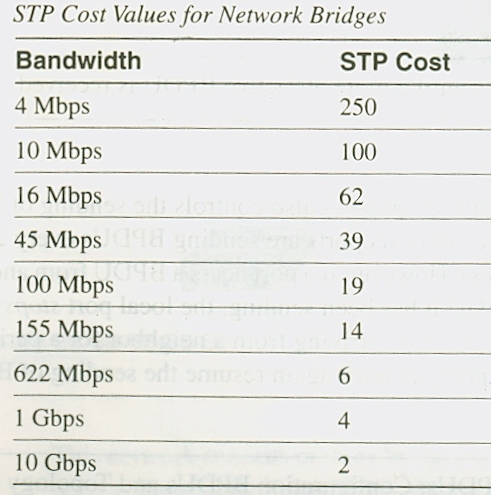 STP Cost Values for Network Bridges
Bandwidth STP Cost
4 Mbps 250
10 Mbps 100
16 Mbps 62
45 Mbps 39
100 Mbps 19
155 Mbps 14
622 Mbps 6
1 Gbps 4
10 Gbps 2